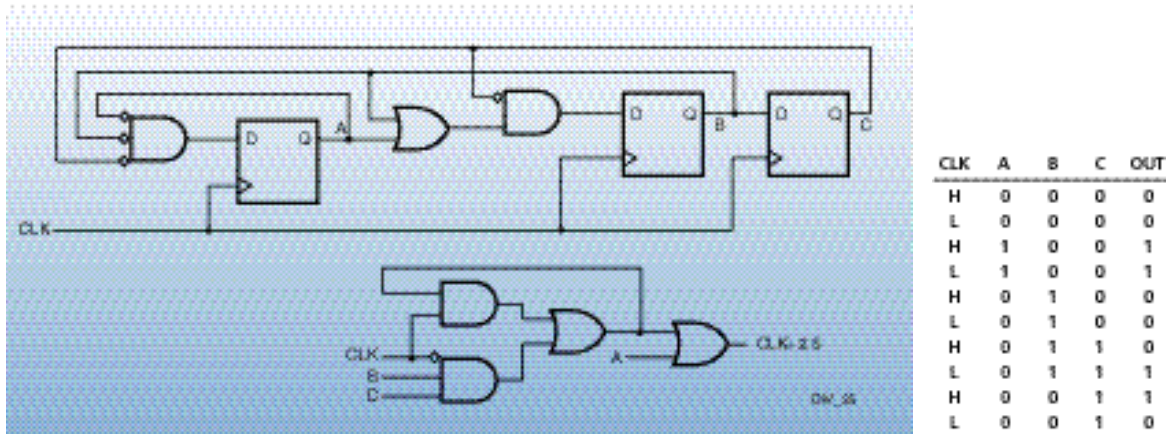 D Q A
D Q B
D Q C
CLK
CLK
B
C
A
CLK÷2.5
CLK A B C OUT
H 0 0 0 0
L 0 0 0 0
H 1 0 0 1
L 1 0 0 1
H 0 1 0 0
L 0 1 0 0
H 0 1 1 0
L 0 1 1 1
H 0 0 1 1
L 0 0 1 0